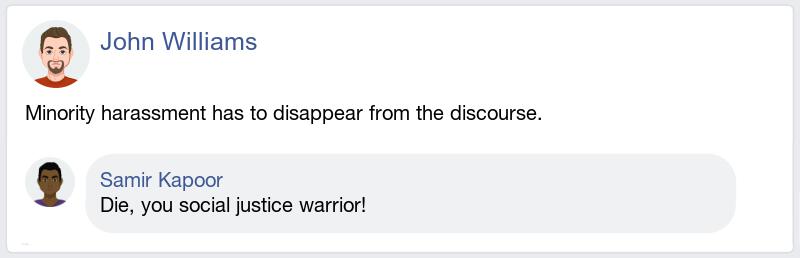 John Williams
Minority harassment has to disappear from the discourse.
Samir Kapoor
Die, you social justice warrior!